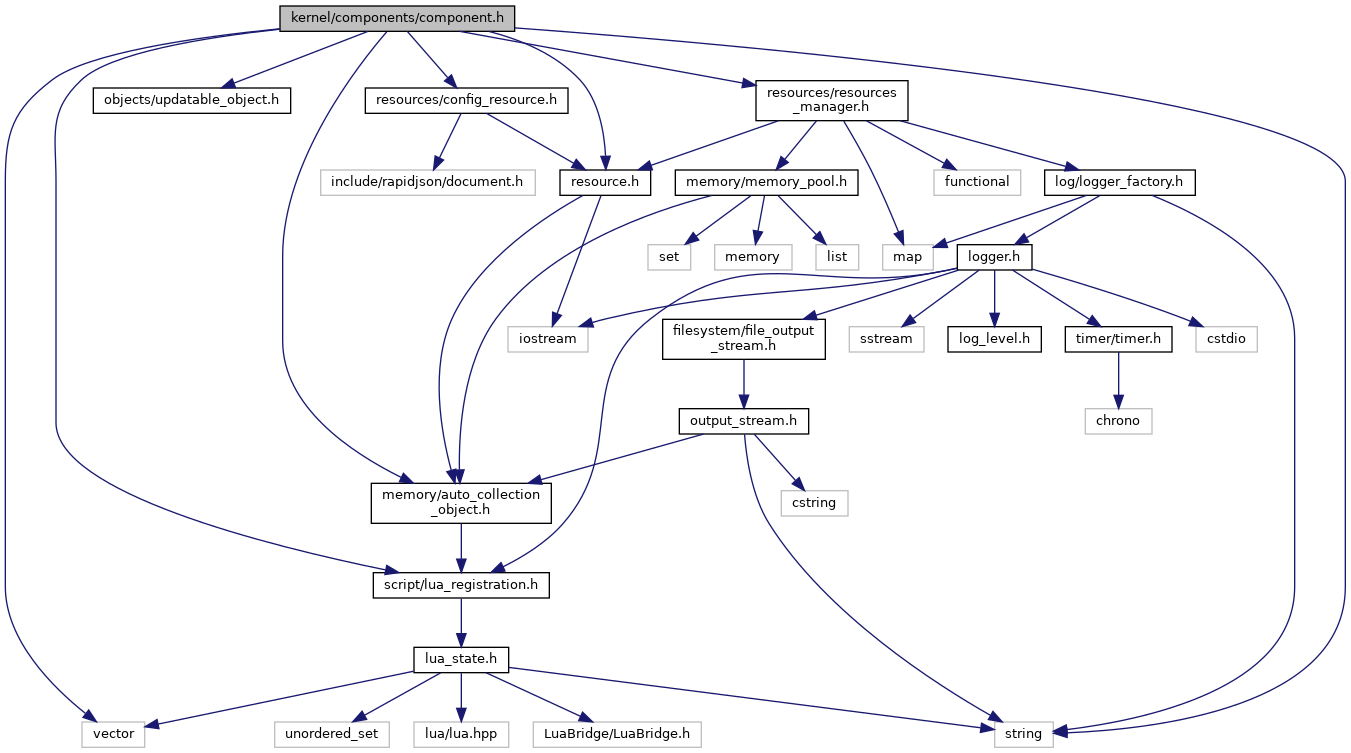 kernel/components/component.h
objects/updatable_object.h
resources/config_resource.h
resources/resources
_manager.h
include/rapidjson/document.h
resource.h
memory/memory_pool.h
functional
log/logger_factory.h
set
memory
list
map
logger.h
iostream
filesystem/file_output
_stream.h
sstream
log_level.h
timer/timer.h
cstdio
output_stream.h
chrono
memory/auto_collection
_object.h
cstring
script/lua_registration.h
lua_state.h
vector
unordered_set
lua/lua.hpp
LuaBridge/LuaBridge.h
string